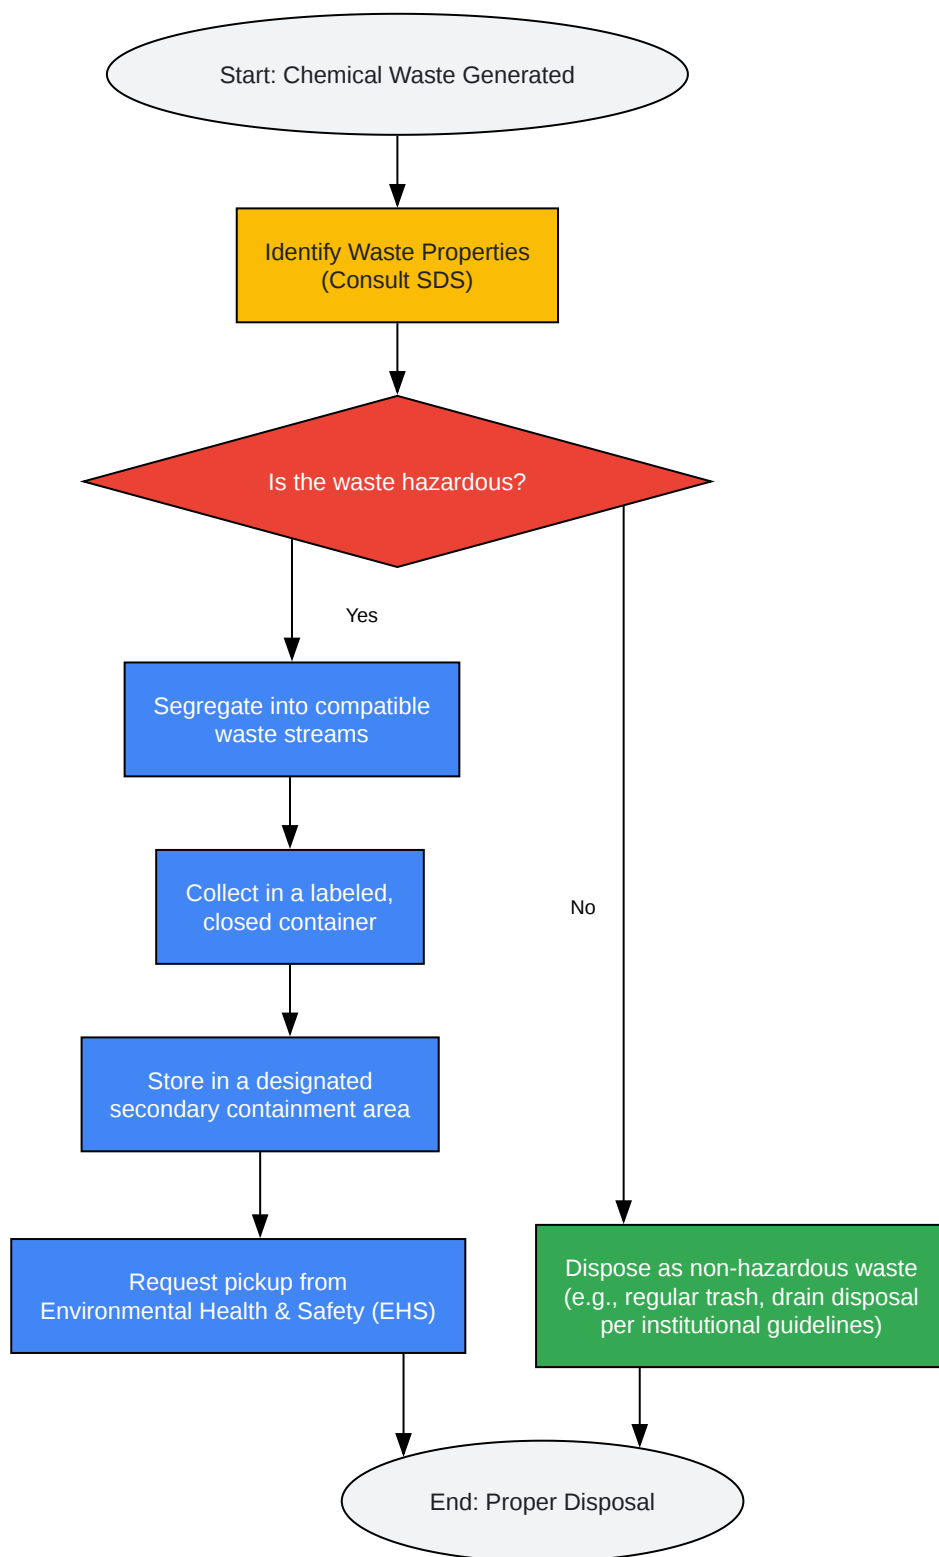 Start: Chemical Waste Generated
Identify Waste Properties
(Consult SDS)
Is the waste hazardous?
Yes
Segregate into compatible
waste streams
Collect in a labeled,
closed container
No
Store in a designated
secondary containment area
Request pickup from
Environmental Health & Safety (EHS)
Dispose as non-hazardous waste
(e.g., regular trash, drain disposal
per institutional guidelines)
End: Proper Disposal